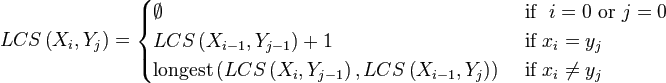 LCS (X_i, Y_j) = { ∅ if i = 0 or j = 0
LCS (X_{i-1}, Y_{j-1}) + 1 if x_i = y_j
longest (LCS (X_i, Y_{j-1}), LCS (X_{i-1}, Y_j)) if x_i ≠ y_j